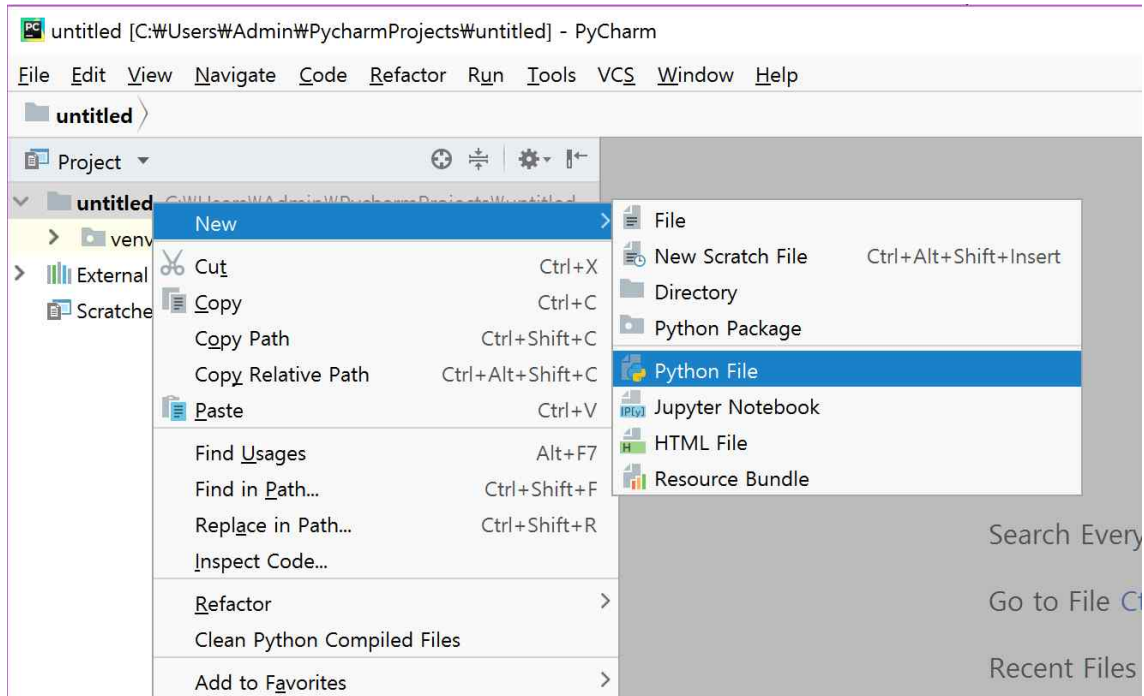 PC untitled [C:₩Users₩Admin₩PycharmProjects₩untitled] - PyCharm
File Edit View Navigate Code Refactor Run Tools VCS Window Help
untitled
Project
untitled
New
venv
External
Scratche
Cut Ctrl+X
Copy Ctrl+C
Copy Path Ctrl+Shift+C
Copy Relative Path Ctrl+Alt+Shift+C
Paste Ctrl+V
Find Usages Alt+F7
Find in Path... Ctrl+Shift+F
Replace in Path... Ctrl+Shift+R
Inspect Code...
Refactor
Clean Python Compiled Files
Add to Favorites
File
New Scratch File Ctrl+Alt+Shift+Insert
Directory
Python Package
Python File
IP[y] Jupyter Notebook
H HTML File
Resource Bundle
Search Every
Go to File Ct
Recent Files